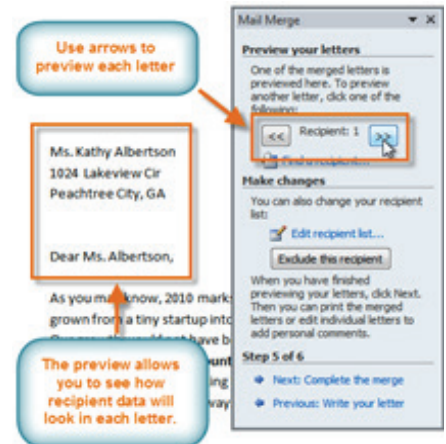 Use arrows to
preview each letter
Ms. Kathy Albertson
1024 Lakeview Cir
Peachtree City, GA
Dear Ms. Albertson,
As you may know, 2010 marks
grown from a tiny startup into
have b
ount
ing
way
The preview allows
you to see how
recipient data will
look in each letter.
Mail Merge
Preview your letters
One of the merged letters is
previewed here. To preview
another letter, click one of the
following:
<< Recipient: 1 >>
Find a recipient...
Make changes
You can also change your recipient
list:
Edit recipient list...
Exclude this recipient
When you have finished
previewing your letters, click Next.
Then you can print the merged
letters or edit individual letters to
add personal comments.
Step 5 of 6
Next: Complete the merge
Previous: Write your letter